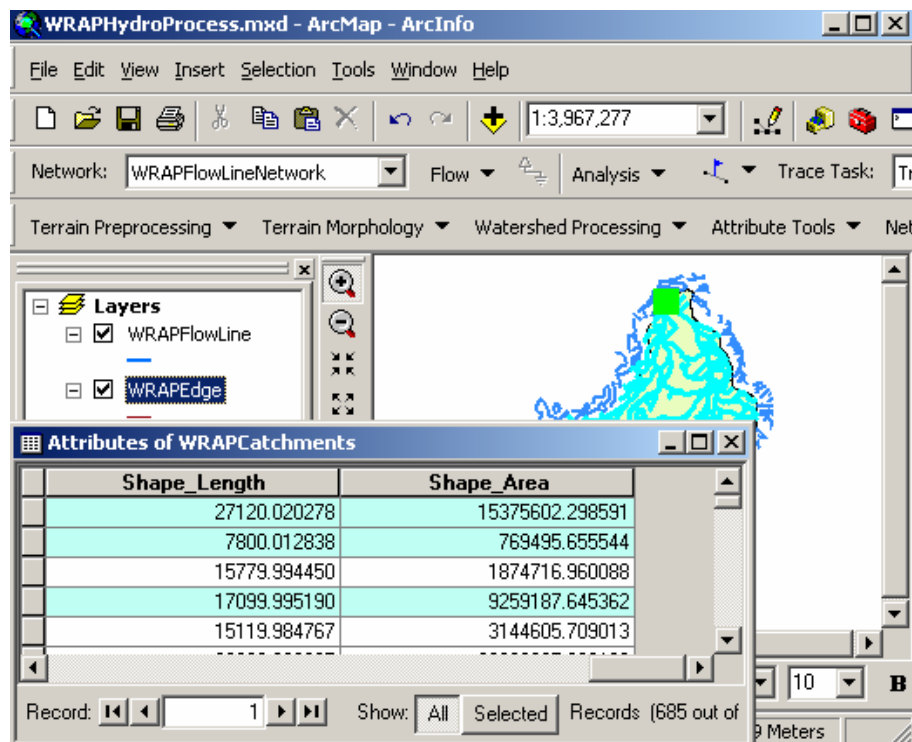 WRAPHydroProcess.mxd - ArcMap - ArcInfo
File Edit View Insert Selection Tools Window Help
1:3,967,277
Network: WRAPFlowLineNetwork Flow Analysis Trace Task:
Terrain Preprocessing Terrain Morphology Watershed Processing Attribute Tools
Layers
WRAPFlowLine
WRAPEdge
Attributes of WRAPCatchments
Shape_Length Shape_Area
27120.020278 15375602.298591
7800.012838 769495.655544
15779.994450 1874716.960088
17099.995190 9259187.645362
15119.984767 3144605.709013
10 B
Record: 1 Show: All Selected Records (685 out of
9 Meters